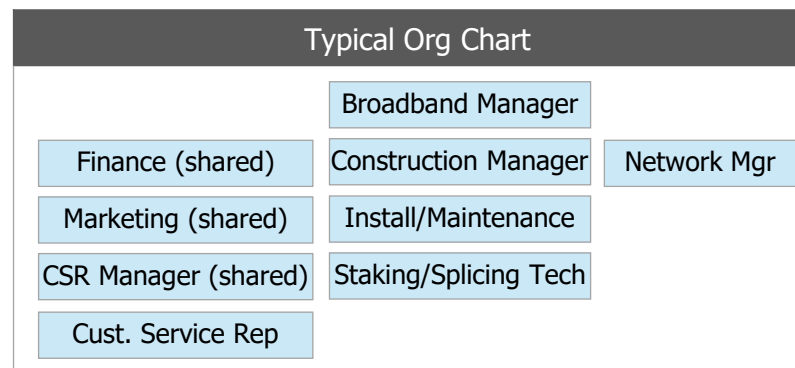 Typical Org Chart
Broadband Manager
Finance (shared)
Construction Manager
Network Mgr
Marketing (shared)
Install/Maintenance
CSR Manager (shared)
Staking/Splicing Tech
Cust. Service Rep